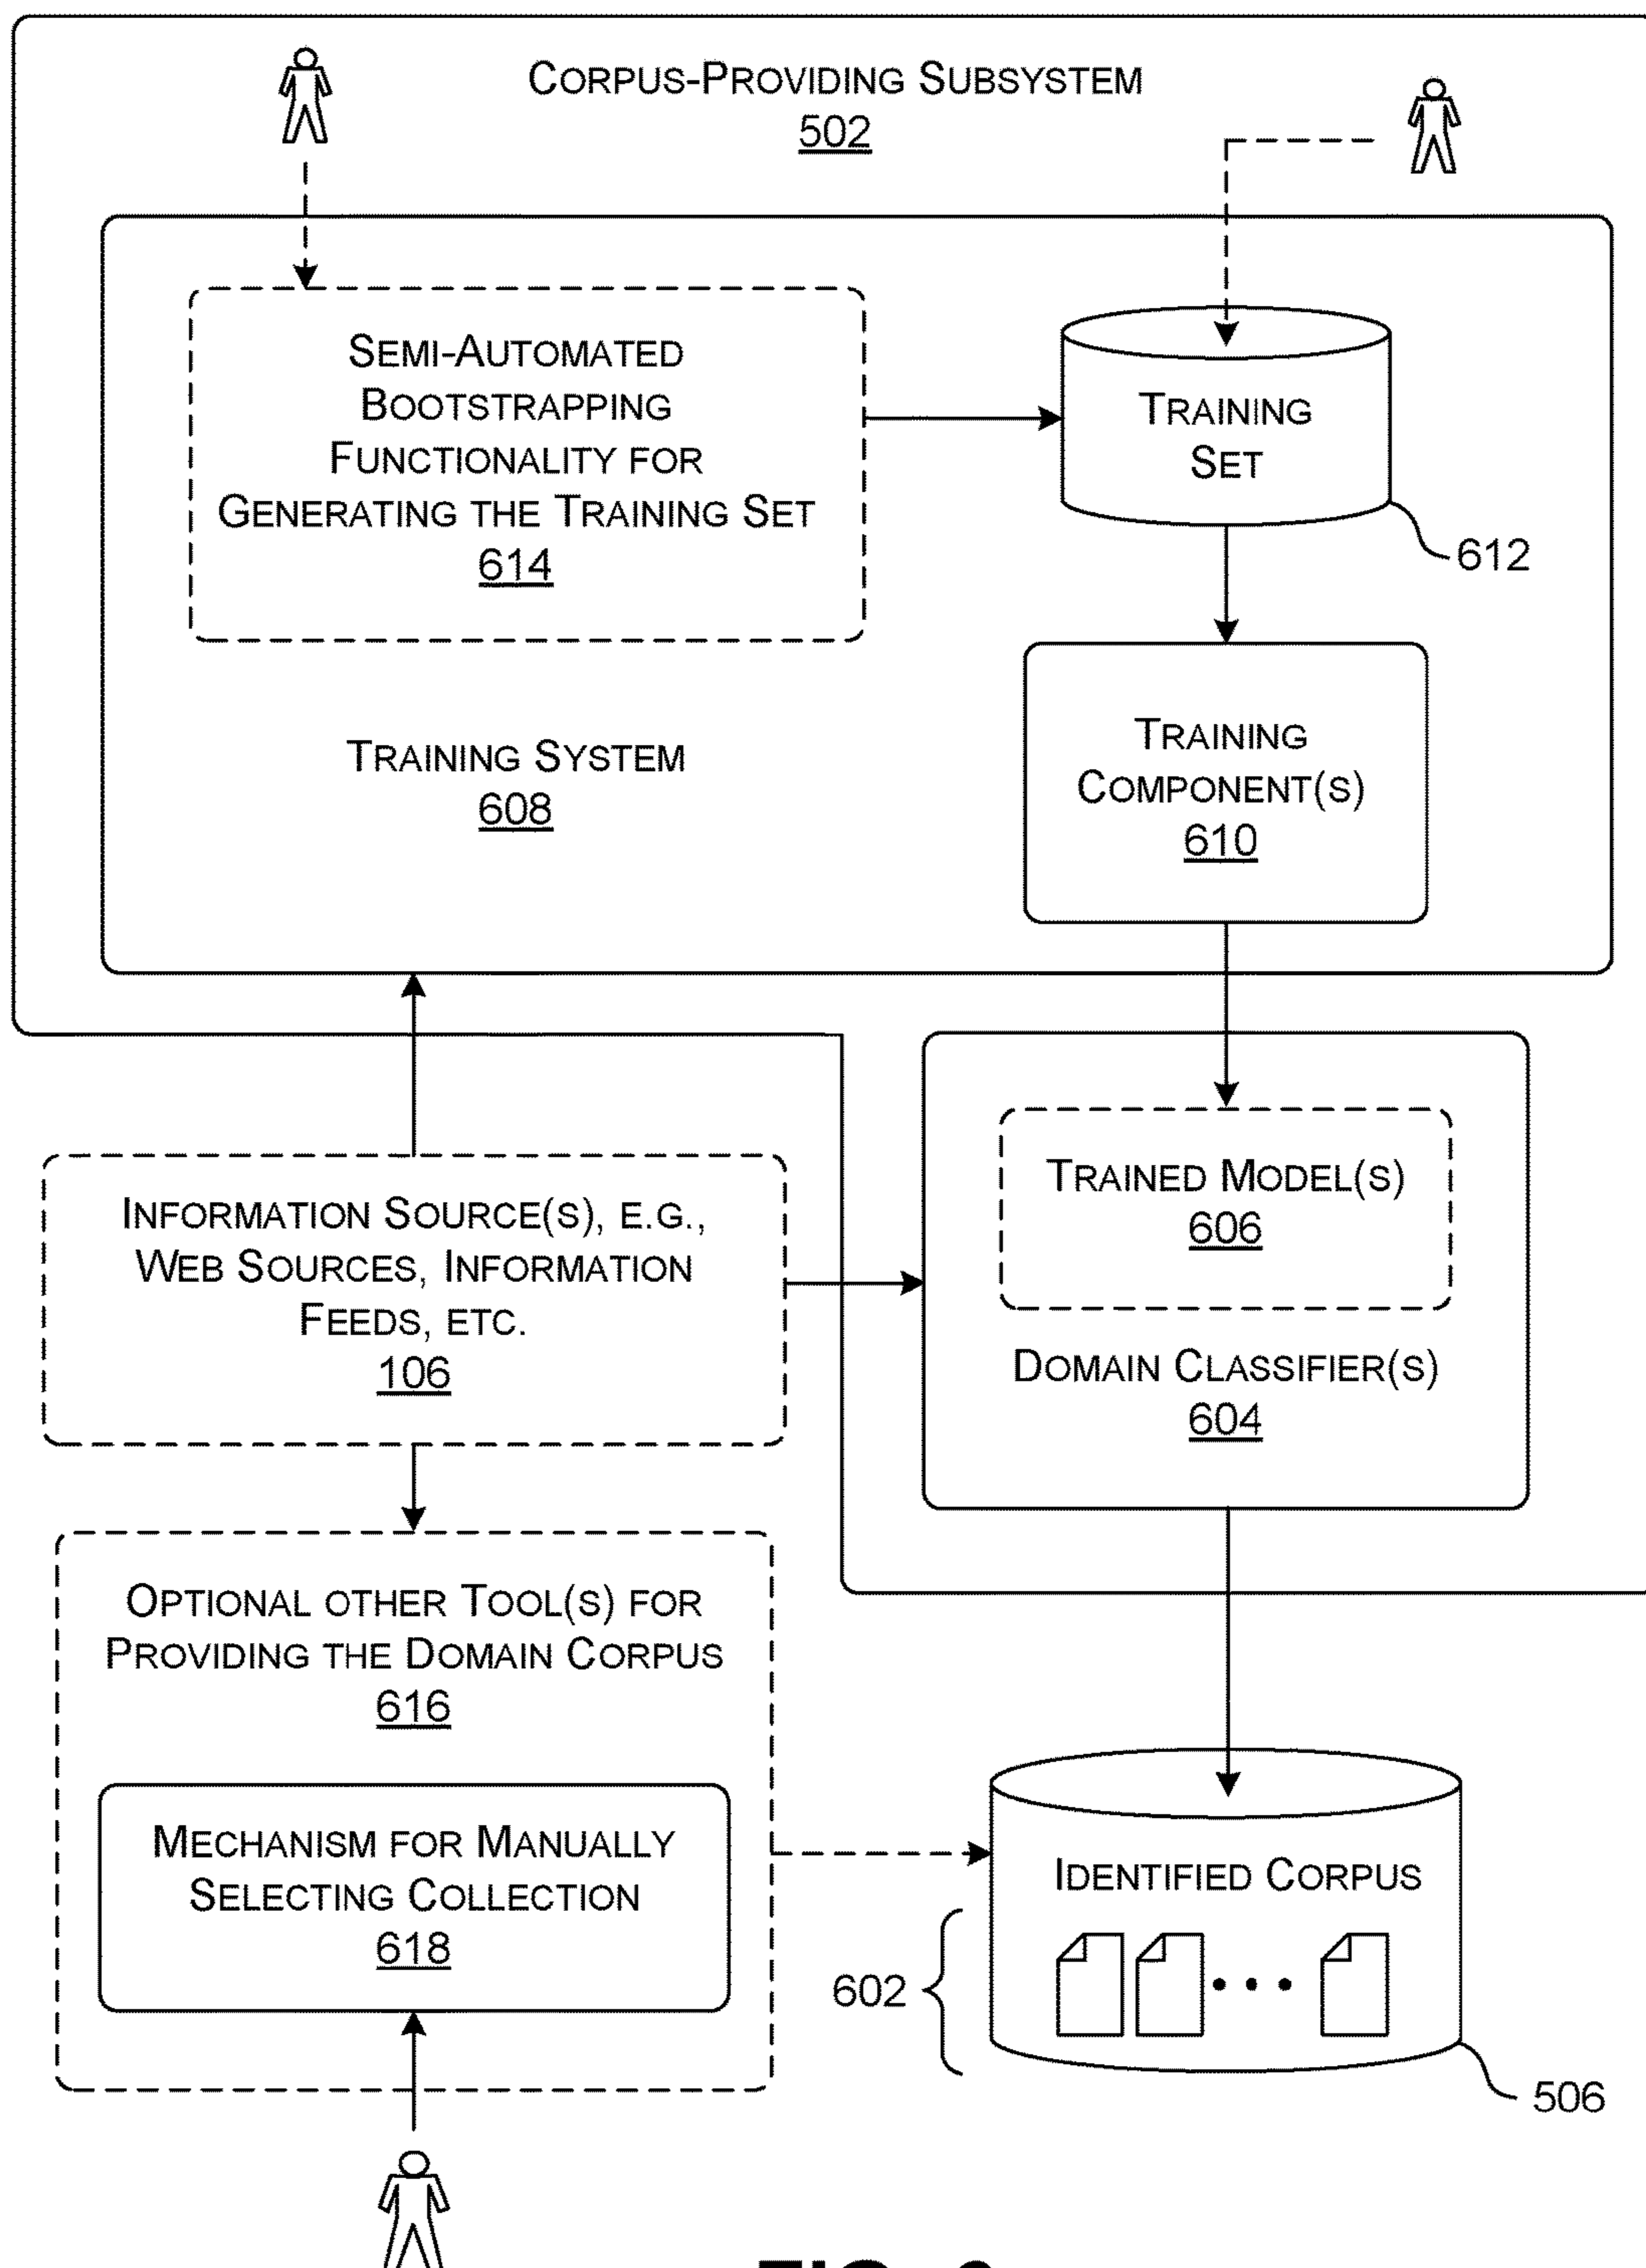 CORPUS-PROVIDING SUBSYSTEM
502
SEMI-AUTOMATED
BOOTSTRAPPING
FUNCTIONALITY FOR
GENERATING THE TRAINING SET
614
TRAINING
SET
612
TRAINING SYSTEM
608
TRAINING
COMPONENT(S)
610
INFORMATION SOURCE(S), E.G.,
WEB SOURCES, INFORMATION
FEEDS, ETC.
106
TRAINED MODEL(S)
606
DOMAIN CLASSIFIER(S)
604
OPTIONAL OTHER TOOL(S) FOR
PROVIDING THE DOMAIN CORPUS
616
MECHANISM FOR MANUALLY
SELECTING COLLECTION
618
IDENTIFIED CORPUS
602
506